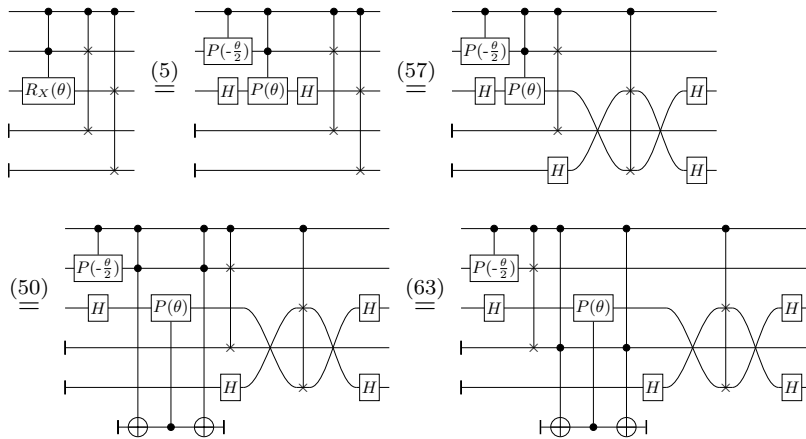 (5) (57)
P(-θ/2) P(-θ/2)
R_X(θ) = H P(θ) H = H P(θ) H
H H
(50) (63)
P(-θ/2) P(-θ/2)
= H P(θ) H = H P(θ) H
H H H H